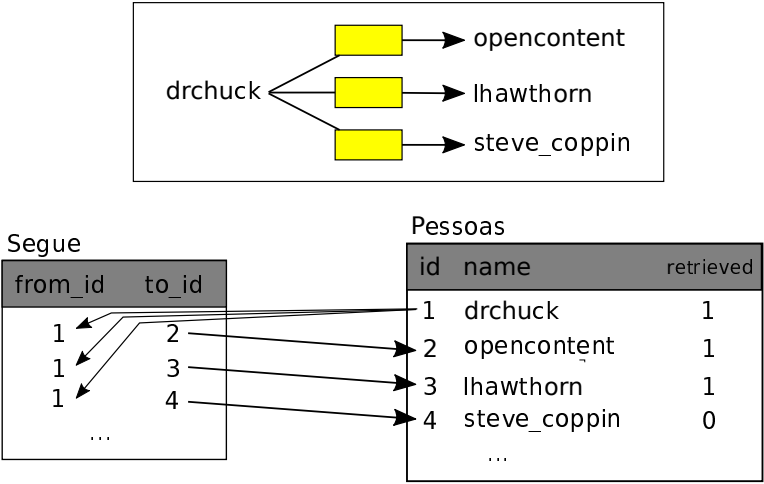 opencontent
drchuck
lhawthorn
steve_coppin
Segue
from_id to_id
1 2
1 3
1 4
...
Pessoas
id name retrieved
1 drchuck 1
2 opencontent 1
3 lhawthorn 1
4 steve_coppin 0
...